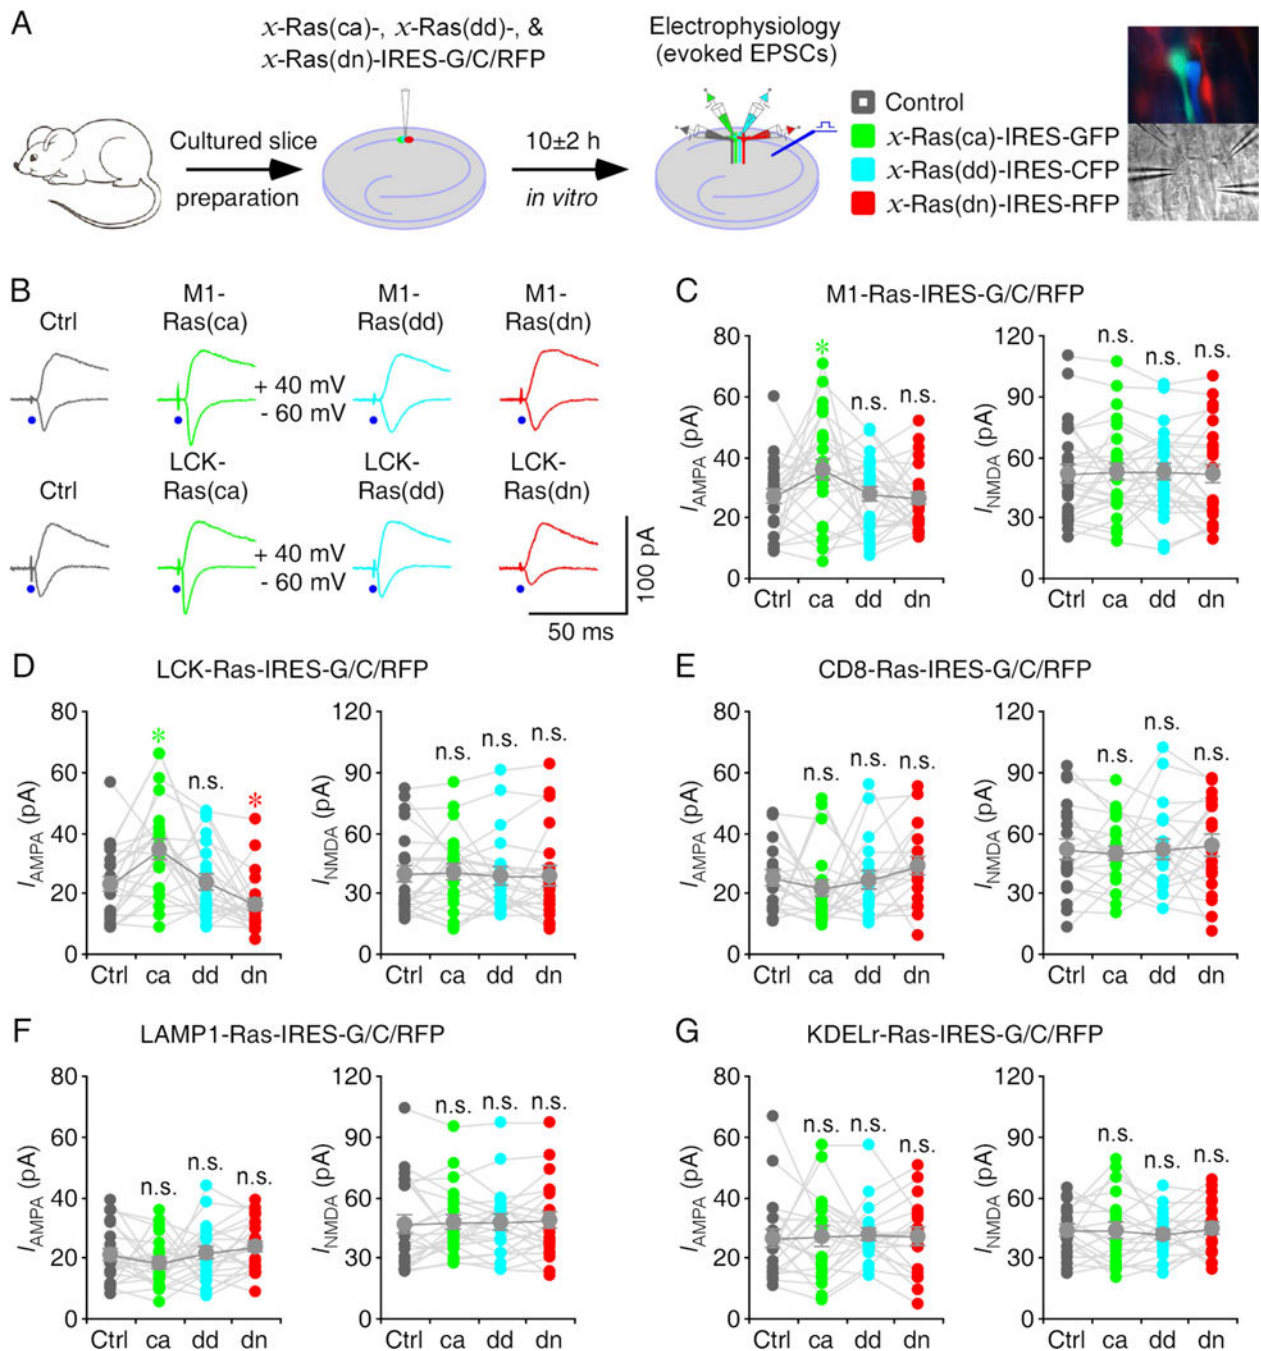 A
x-Ras(ca)-, x-Ras(dd)-, &
x-Ras(dn)-IRES-G/C/RFP
Electrophysiology
(evoked EPSCs)
Cultured slice
preparation
10±2 h
in vitro
Control
x-Ras(ca)-IRES-GFP
x-Ras(dd)-IRES-CFP
x-Ras(dn)-IRES-RFP
B
Ctrl
M1-
Ras(ca)
M1-
Ras(dd)
M1-
Ras(dn)
+ 40 mV
- 60 mV
Ctrl
LCK-
Ras(ca)
LCK-
Ras(dd)
LCK-
Ras(dn)
+ 40 mV
- 60 mV
100 pA
50 ms
C
M1-Ras-IRES-G/C/RFP
IAMPA (pA)
80
60
40
20
0
*
n.s.
n.s.
Ctrl ca dd dn
INMDA (pA)
120
90
60
30
0
n.s.
n.s.
n.s.
Ctrl ca dd dn
D
LCK-Ras-IRES-G/C/RFP
IAMPA (pA)
80
60
40
20
0
*
n.s.
*
Ctrl ca dd dn
INMDA (pA)
120
90
60
30
0
n.s.
n.s.
n.s.
Ctrl ca dd dn
E
CD8-Ras-IRES-G/C/RFP
IAMPA (pA)
80
60
40
20
0
n.s.
n.s.
n.s.
Ctrl ca dd dn
INMDA (pA)
120
90
60
30
0
n.s.
n.s.
n.s.
Ctrl ca dd dn
F
LAMP1-Ras-IRES-G/C/RFP
IAMPA (pA)
80
60
40
20
0
n.s.
n.s.
n.s.
Ctrl ca dd dn
INMDA (pA)
120
90
60
30
0
n.s.
n.s.
n.s.
Ctrl ca dd dn
G
KDELr-Ras-IRES-G/C/RFP
IAMPA (pA)
80
60
40
20
0
n.s.
n.s.
n.s.
Ctrl ca dd dn
INMDA (pA)
120
90
60
30
0
n.s.
n.s.
n.s.
Ctrl ca dd dn